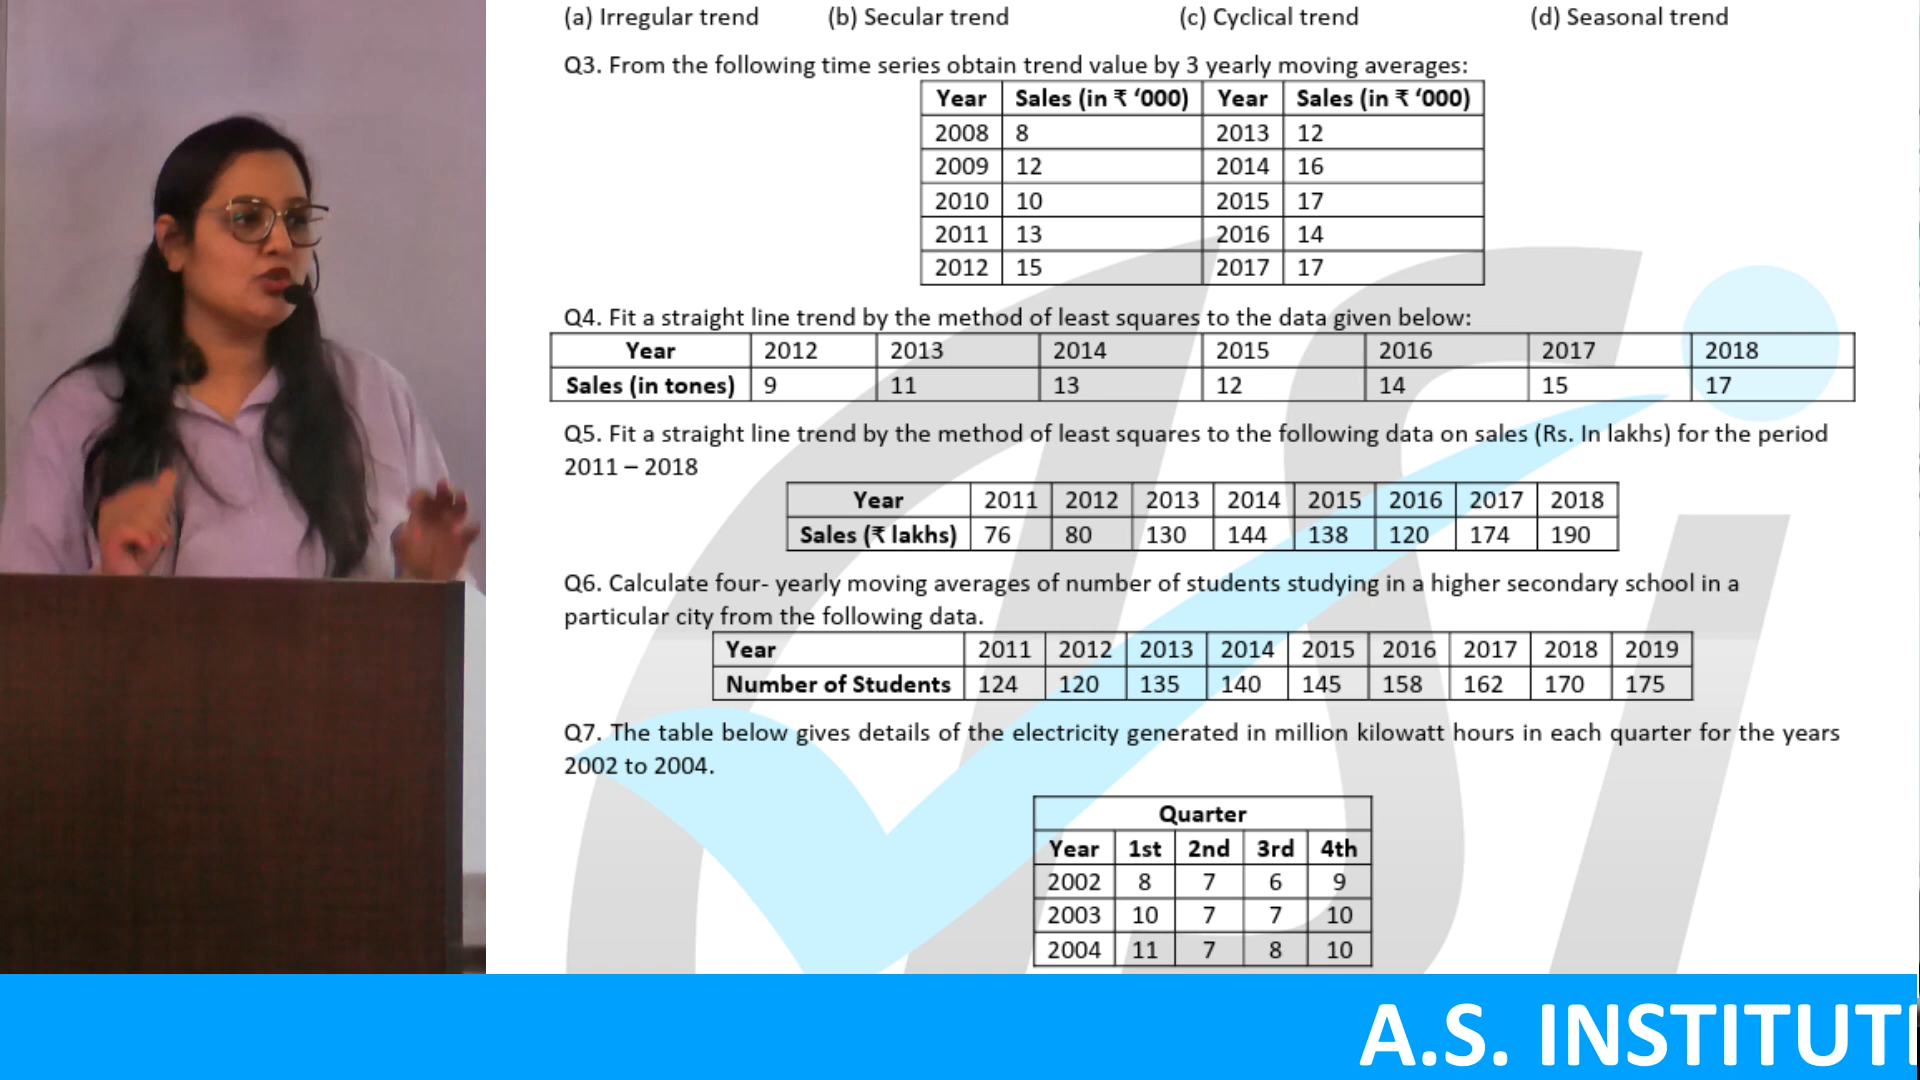 (a) Irregular trend (b) Secular trend (c) Cyclical trend (d) Seasonal trend
Q3. From the following time series obtain trend value by 3 yearly moving averages:
Year Sales (in ₹ ‘000) Year Sales (in ₹ ‘000)
2008 8 2013 12
2009 12 2014 16
2010 10 2015 17
2011 13 2016 14
2012 15 2017 17
Q4. Fit a straight line trend by the method of least squares to the data given below:
Year 2012 2013 2014 2015 2016 2017 2018
Sales (in tones) 9 11 13 12 14 15 17
Q5. Fit a straight line trend by the method of least squares to the following data on sales (Rs. In lakhs) for the period
2011 – 2018
Year 2011 2012 2013 2014 2015 2016 2017 2018
Sales (₹ lakhs) 76 80 130 144 138 120 174 190
Q6. Calculate four- yearly moving averages of number of students studying in a higher secondary school in a
particular city from the following data.
Year 2011 2012 2013 2014 2015 2016 2017 2018 2019
Number of Students 124 120 135 140 145 158 162 170 175
Q7. The table below gives details of the electricity generated in million kilowatt hours in each quarter for the years
2002 to 2004.
Quarter
Year 1st 2nd 3rd 4th
2002 8 7 6 9
2003 10 7 7 10
2004 11 7 8 10
A.S. INSTITUT